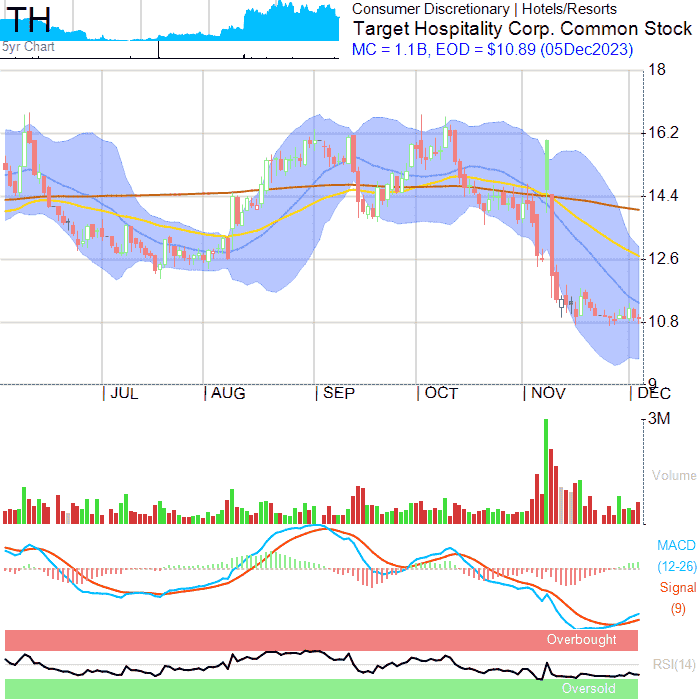 TH
5yr Chart
Consumer Discretionary | Hotels/Resorts
Target Hospitality Corp. Common Stock
MC = 1.1B, EOD = $10.89 (05Dec2023)
18
16.2
14.4
12.6
10.8
9
JUL AUG SEP OCT NOV DEC
3M
Volume
MACD
(12-26)
Signal
(9)
Overbought
RSI(14)
Oversold